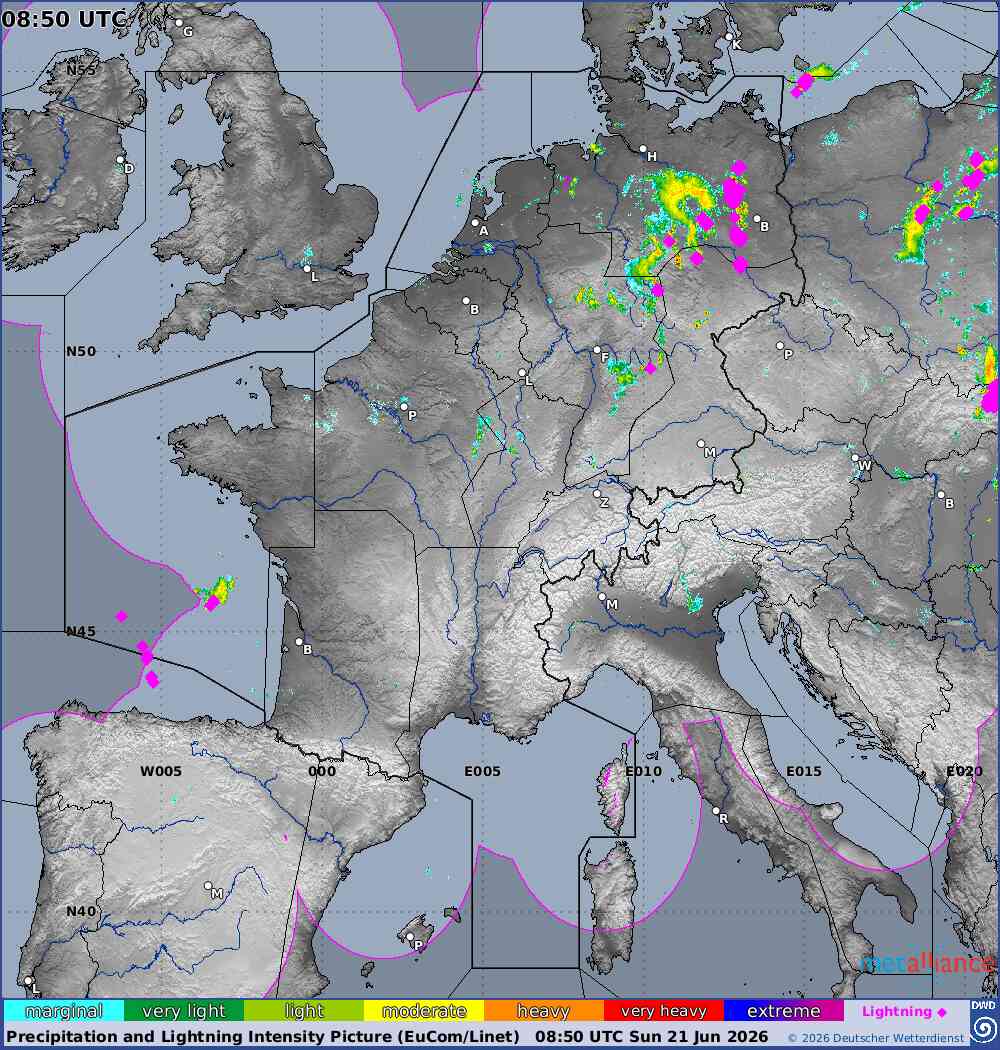 08:50 UTC
G
K
N55
D
H
A
B
L
B
N50
F
P
L
P
M
W
Z
B
M
N45
B
W005
000
E005
E010
E015
E020
R
M
N40
P
L
metalliance
marginal very light light moderate heavy very heavy extreme Lightning
DWD
Precipitation and Lightning Intensity Picture (EuCom/Linet) 08:50 UTC Sun 21 Jun 2026 © 2026 Deutscher Wetterdienst